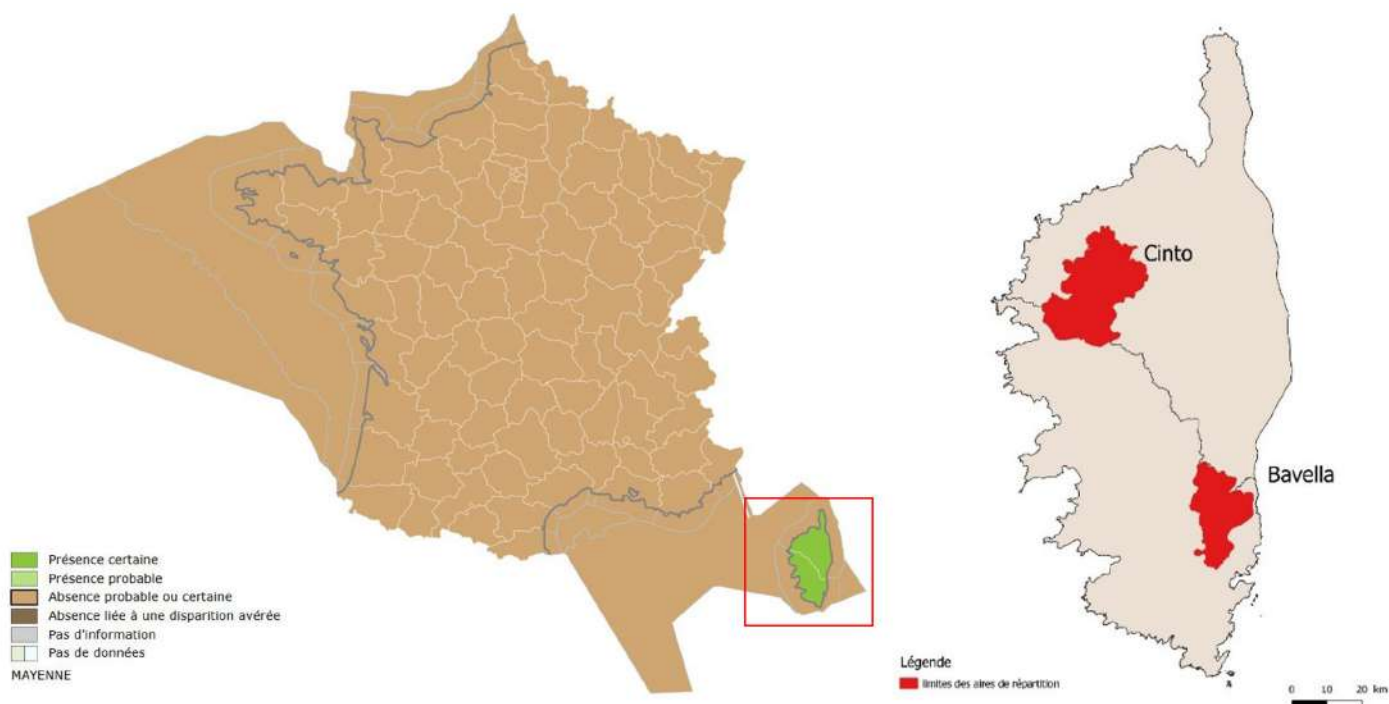 Présence certaine
Présence probable
Absence probable ou certaine
Absence liée à une disparition avérée
Pas d'information
Pas de données
MAYENNE
Cinto
Bavella
Légende
limites des aires de répartition
0 10 20 km